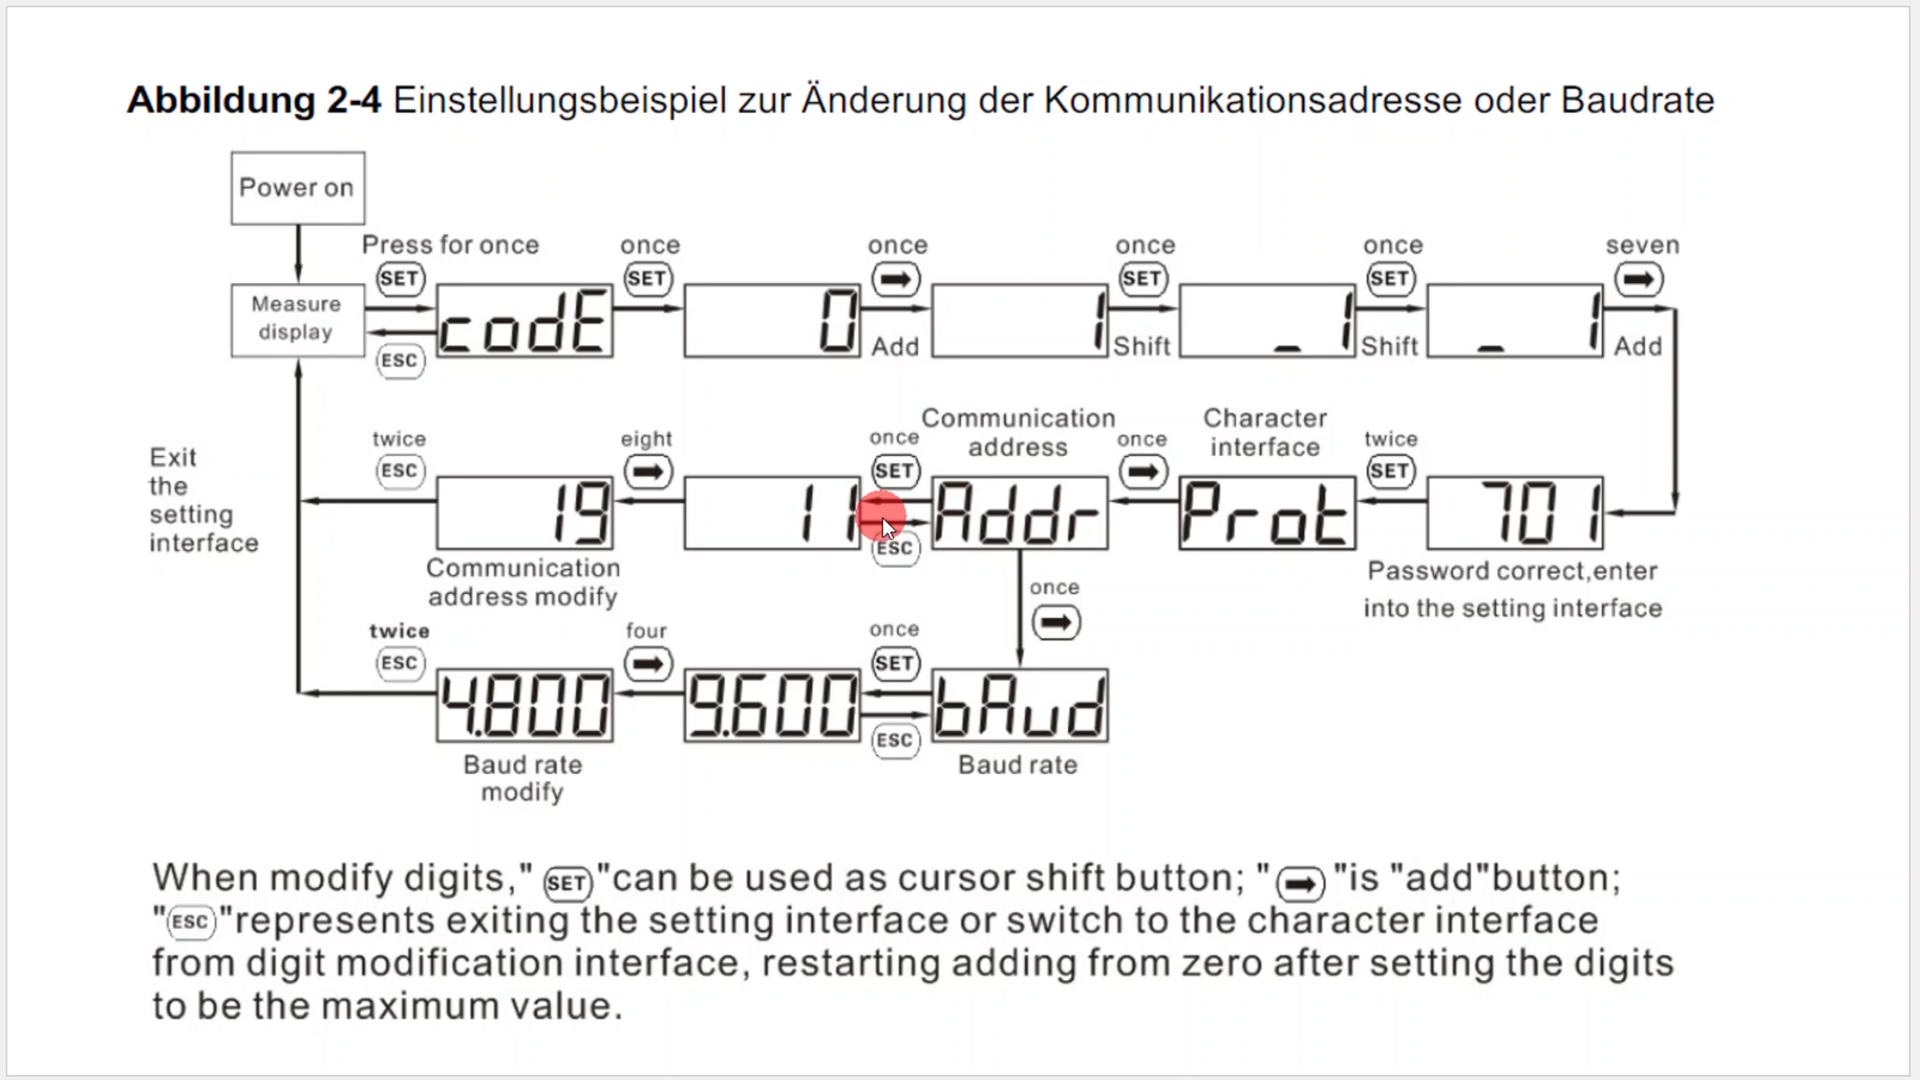 Abbildung 2-4 Einstellungsbeispiel zur Änderung der Kommunikationsadresse oder Baudrate
Power on
Press for once
once
once
once
once
seven
SET
SET
SET
SET
Measure
display
codE
0
1
_1
_ 1
ESC
Add
Shift
Shift
Add
Exit
the
setting
interface
twice
eight
once
Communication
address
once
Character
interface
twice
ESC
SET
SET
19
11
Addr
Prot
701
ESC
Communication
address modify
once
Password correct,enter
into the setting interface
twice
four
once
ESC
SET
4.800
9.600
bAud
ESC
Baud rate
modify
Baud rate
When modify digits," SET "can be used as cursor shift button; " ➡ "is "add"button;
"ESC"represents exiting the setting interface or switch to the character interface
from digit modification interface, restarting adding from zero after setting the digits
to be the maximum value.